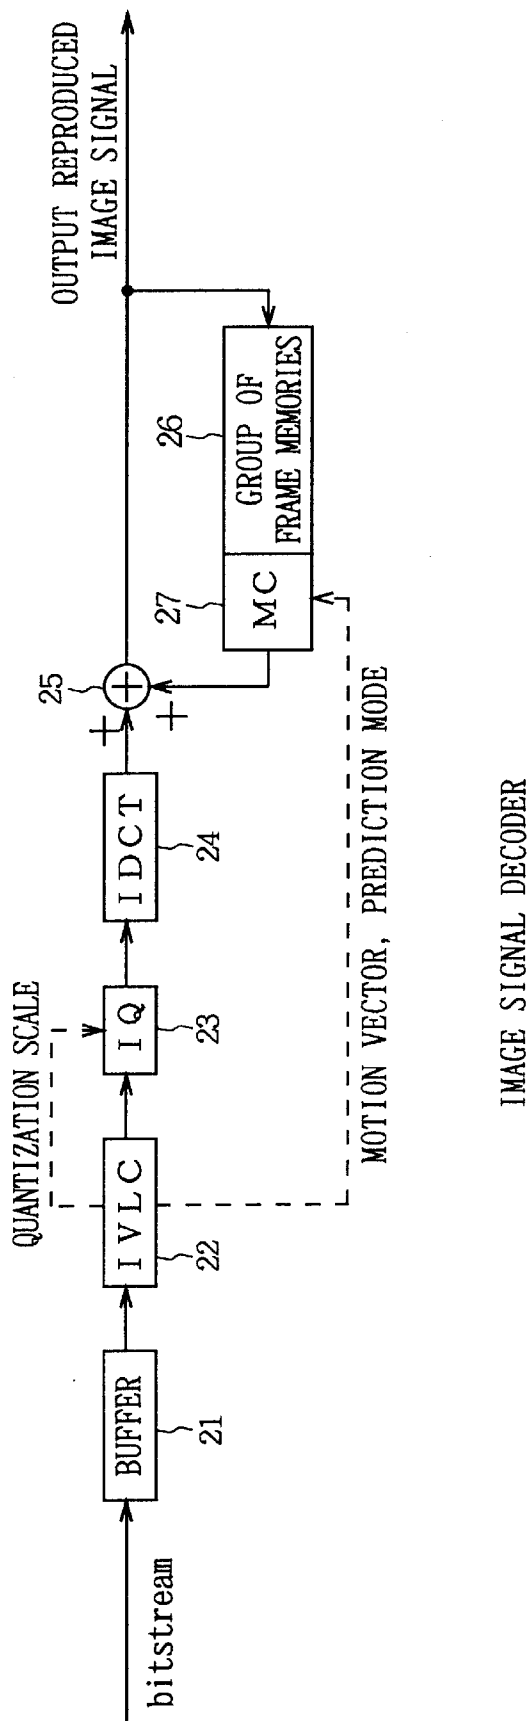 bitstream
BUFFER
21
IVLC
22
QUANTIZATION SCALE
IQ
23
IDCT
24
+
+
25
+
MC
27
GROUP OF
FRAME MEMORIES
26
MOTION VECTOR, PREDICTION MODE
OUTPUT REPRODUCED
IMAGE SIGNAL
IMAGE SIGNAL DECODER